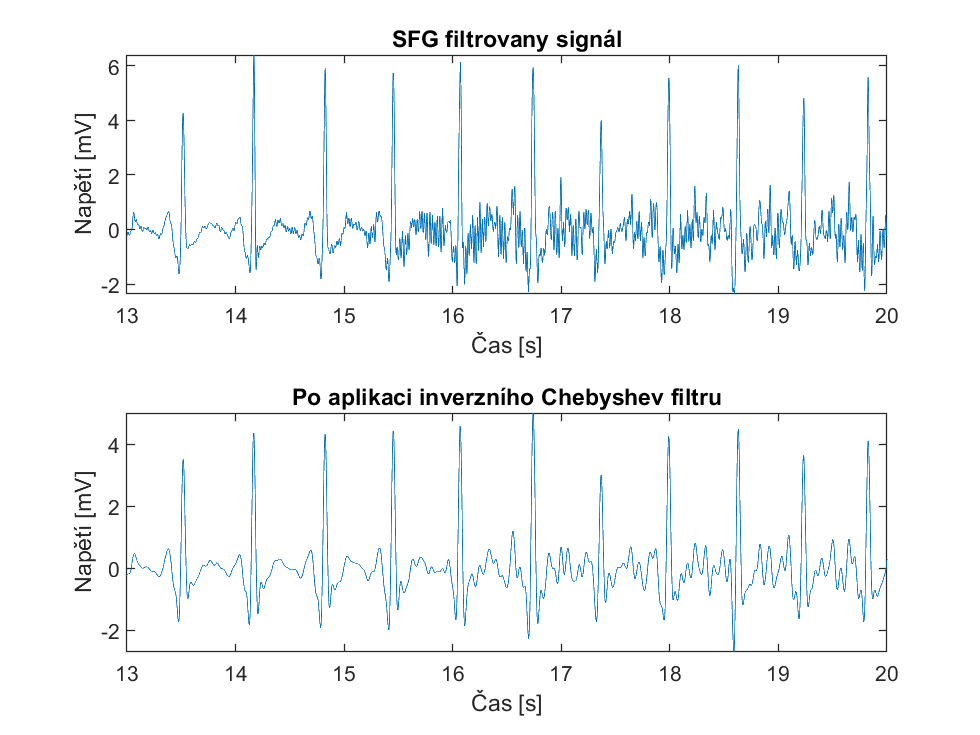 SFG filtrovany signál
6
4
2
0
-2
Napětí [mV]
13 14 15 16 17 18 19 20
Čas [s]
Po aplikaci inverzního Chebyshev filtru
4
2
0
-2
Napětí [mV]
13 14 15 16 17 18 19 20
Čas [s]